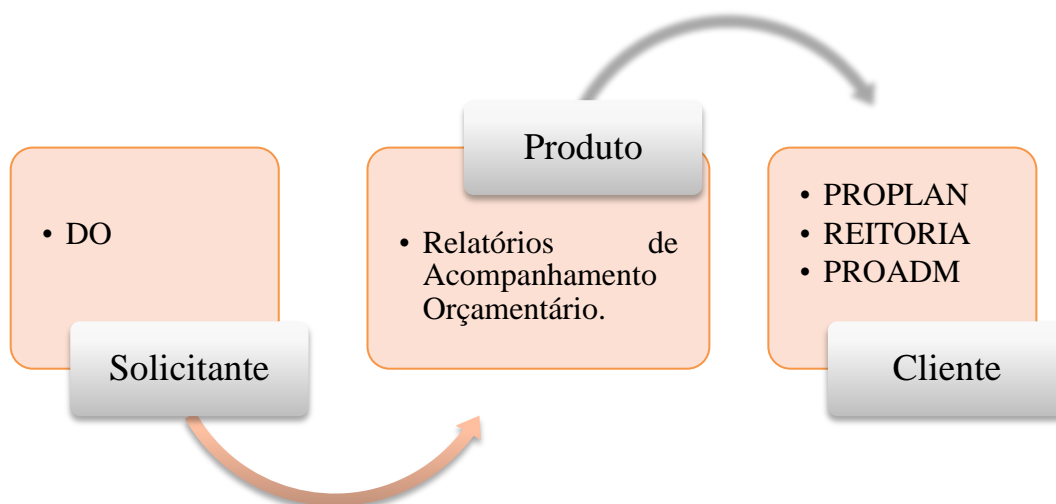 • DO
Solicitante
Produto
• Relatórios de
Acompanhamento
Orçamentário.
• PROPLAN
• REITORIA
• PROADM
Cliente